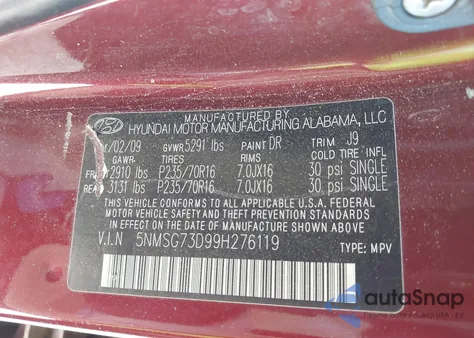 MANUFACTURED BY
HYUNDAI MOTOR MANUFACTURING ALABAMA, LLC
/02/09 GVWR 5291 lbs PAINT DR TRIM J9
GAWR TIRES RIMS COLD INFL
FR 2910 lbs P235/70R16 7.0JX16 30 psi SINGLE
REA 3131 lbs P235/70R16 7.0JX16 30 psi SINGLE
THIS VEHICLE CONFORMS TO ALL APPLICABLE U.S.A. FEDERAL
MOTOR VEHICLE SAFETY AND BUMPER STANDARDS IN EFFECT ON
THE DATE OF MANUFACTURE SHOWN ABOVE
V.I.N 5NMSG73D99H276119 TYPE: MPV
autoSnap